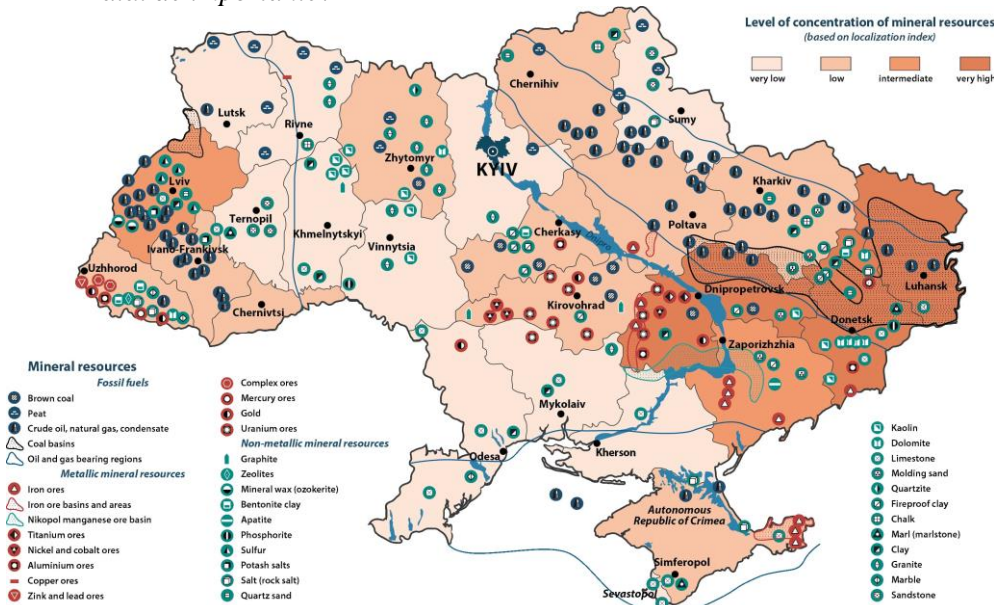 Level of concentration of mineral resources
(based on localization index)
very low
low
intermediate
very high
Chernihiv
Sumy
Lutsk
Rivne
Zhytomyr
KYIV
Lviv
Kharkiv
Ternopil
Poltava
Khmelnytskyi
Cherkasy
Dnipro
Ivano-Frankivsk
Vinnytsia
Uzhhorod
Luhansk
Kirovohrad
Dnipropetrovsk
Chernivtsi
Donetsk
Zaporizhzhia
Mykolaiv
Odesa
Kherson
Autonomous
Republic of Crimea
Simferopol
Sevastopol
Mineral resources
Fossil fuels
Brown coal
Peat
Crude oil, natural gas, condensate
Coal basins
Oil and gas bearing regions
Metallic mineral resources
Iron ores
Iron ore basins and areas
Nikopol manganese ore basin
Titanium ores
Nickel and cobalt ores
Aluminium ores
Copper ores
Zink and lead ores
Complex ores
Mercury ores
Gold
Uranium ores
Non-metallic mineral resources
Graphite
Zeolites
Mineral wax (ozokerite)
Bentonite clay
Apatite
Phosphorite
Sulfur
Potash salts
Salt (rock salt)
Quartz sand
Kaolin
Dolomite
Limestone
Molding sand
Quartzite
Fireproof clay
Chalk
Marl (marlstone)
Clay
Granite
Marble
Sandstone